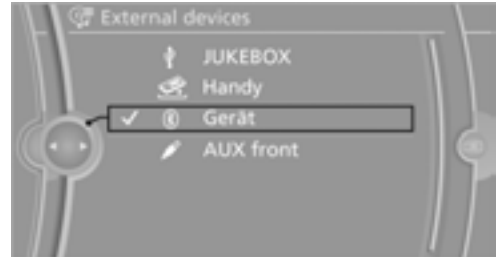 External devices
JUKEBOX
Handy
Gerät
AUX front